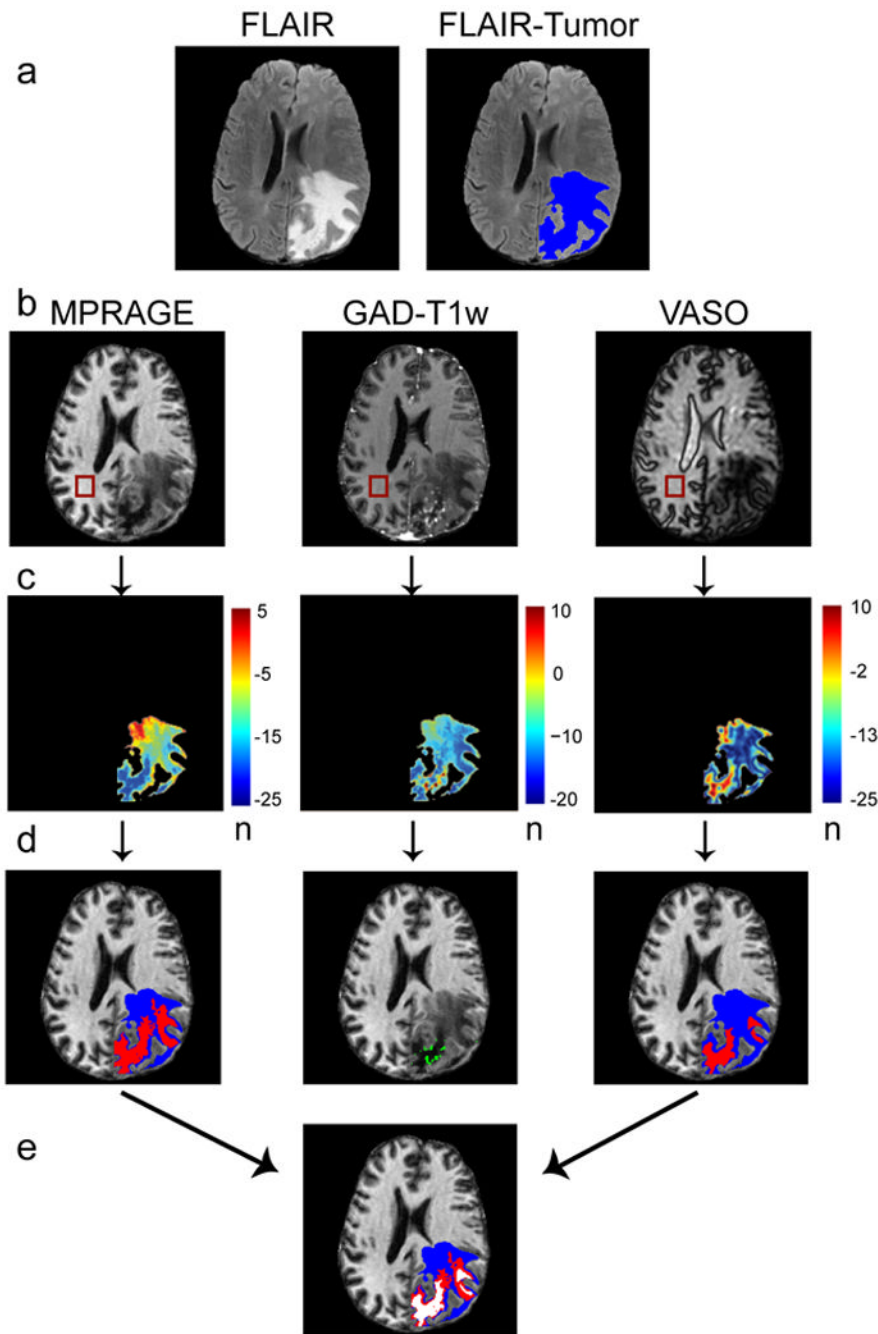 FLAIR FLAIR-Tumor
a
b
MPRAGE GAD-T1w VASO
c
5 10 10
-5 0 -2
-15 −10 -13
-25 -20 -25
n n n
d
e